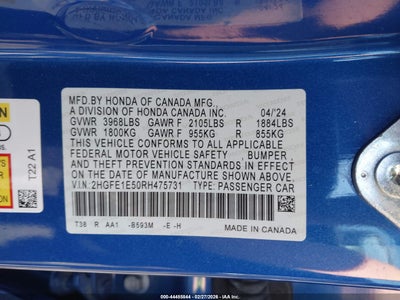 MFD.BY HONDA OF CANADA MFG.,
A DIVISION OF HONDA CANADA INC. 04/'24
GVWR 3968LBS GAWR F 2105LBS R 1884LBS
GVWR 1800KG GAWR F 955KG R 855KG
THIS VEHICLE CONFORMS TO ALL APPLICABLE
FEDERAL MOTOR VEHICLE SAFETY , BUMPER ,
AND THEFT PREVENTION STANDARDS IN EFFECT
ON THE DATE OF MANUFACTURE SHOWN ABOVE.
V.I.N: 2HGFE1E50RH475731 TYPE: PASSENGER CAR
T38 R AA1 -B593M -E -H MADE IN CANADA
T22 A1
000-44455844 - 02/27/2026 - IAAI